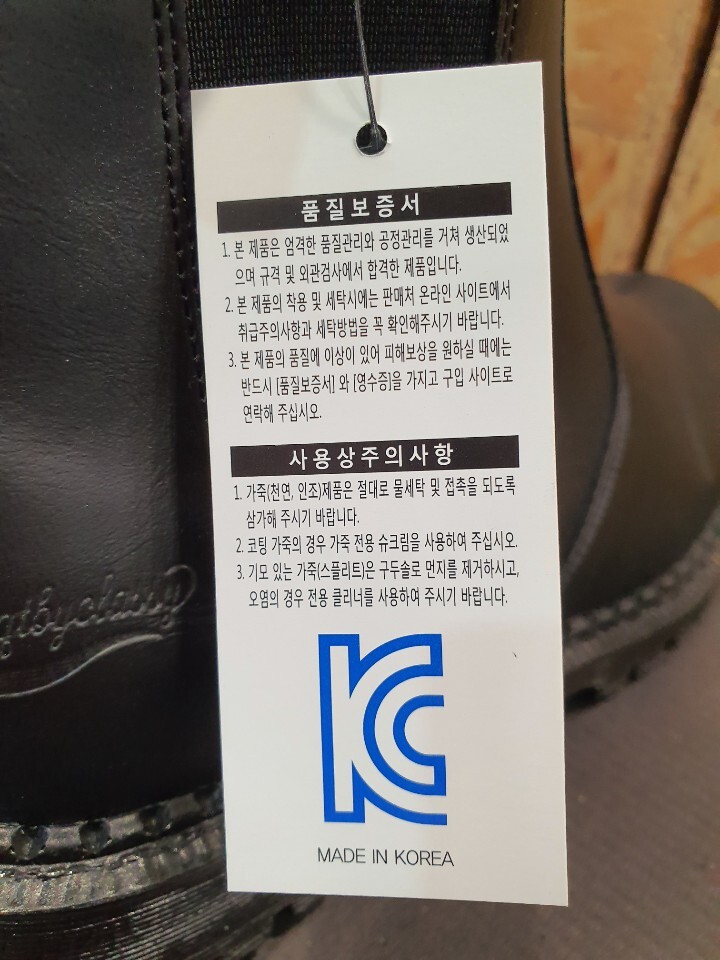 품질보증서
1. 본 제품은 엄격한 품질관리와 공정관리를 거쳐 생산되었
으며 규격 및 외관검사에서 합격한 제품입니다.
2. 본 제품의 착용 및 세탁시에는 판매처 온라인 사이트에서
취급주의사항과 세탁방법을 꼭 확인해주시기 바랍니다.
3. 본 제품의 품질에 이상이 있어 피해보상을 원하실 때에는
반드시 [품질보증서] 와 [영수증]을 가지고 구입 사이트로
연락해 주십시오.
사용상주의사항
1. 가죽(천연, 인조)제품은 절대로 물세탁 및 접촉을 되도록
삼가해 주시기 바랍니다.
2. 코팅 가죽의 경우 가죽 전용 슈크림을 사용하여 주십시오.
3. 기모 있는 가죽(스플리트)은 구두솔로 먼지를 제거하시고,
오염의 경우 전용 클리너를 사용하여 주시기 바랍니다.
KC
MADE IN KOREA